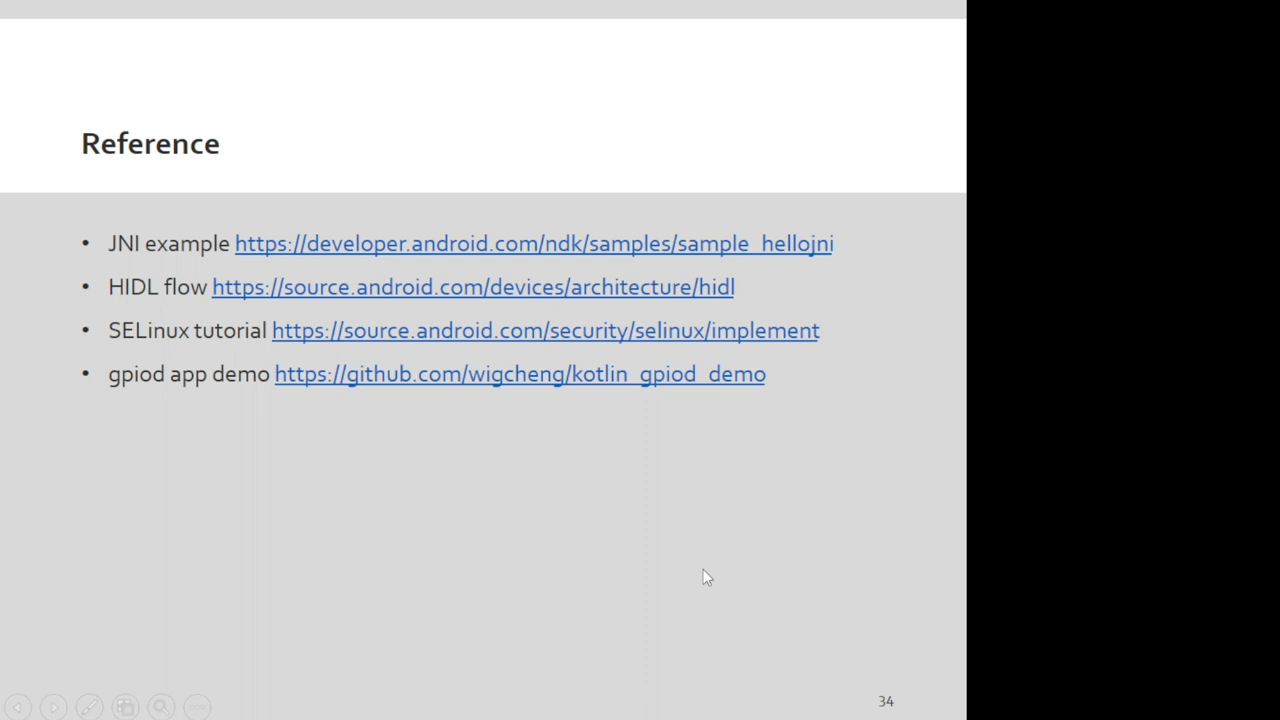 Reference
• JNI example https://developer.android.com/ndk/samples/sample_hellojni
• HIDL flow https://source.android.com/devices/architecture/hidl
• SELinux tutorial https://source.android.com/security/selinux/implement
• gpiod app demo https://github.com/wigcheng/kotlin_gpiod_demo
34